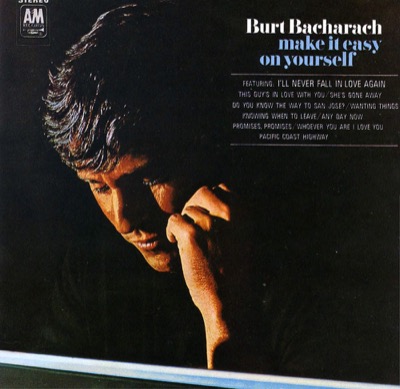 STEREO
AM
Burt Bacharach
make it easy
on yourself
FEATURING: I'LL NEVER FALL IN LOVE AGAIN
THIS GUY'S IN LOVE WITH YOU/SHE'S GONE AWAY
DO YOU KNOW THE WAY TO SAN JOSE?/WANTING THINGS
KNOWING WHEN TO LEAVE/ANY DAY NOW
PROMISES, PROMISES/WHOEVER YOU ARE I LOVE YOU
PACIFIC COAST HIGHWAY